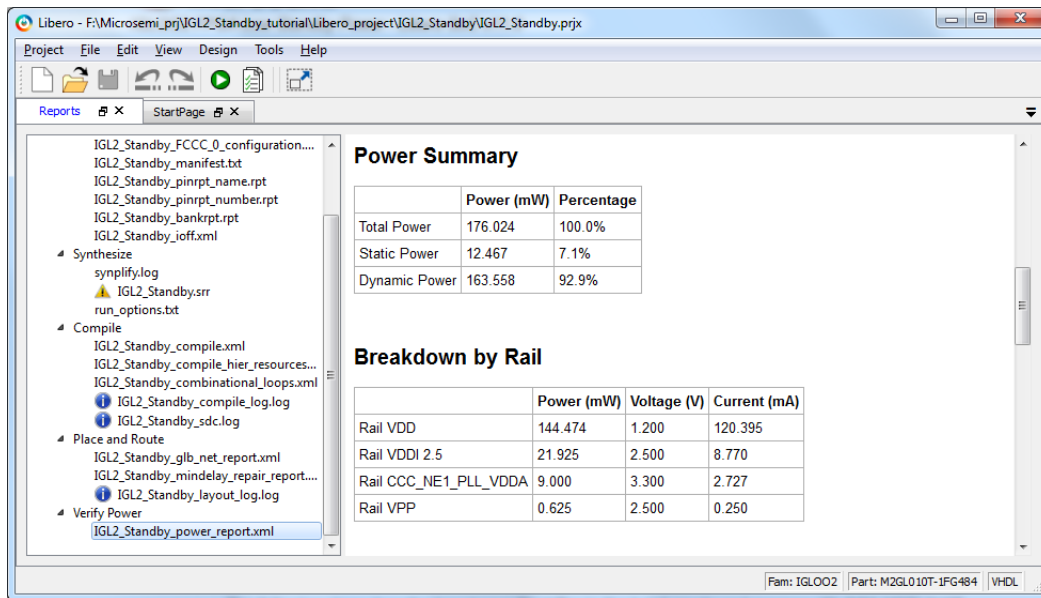 Libero - F:\Microsemi_prj\IGL2_Standby_tutorial\Libero_project\IGL2_Standby\IGL2_Standby.prjx
Project File Edit View Design Tools Help
Reports StartPage
IGL2_Standby_FCCC_0_configuration....
IGL2_Standby_manifest.txt
IGL2_Standby_pinrpt_name.rpt
IGL2_Standby_pinrpt_number.rpt
IGL2_Standby_bankrpt.rpt
IGL2_Standby_ioff.xml
Synthesize
synplify.log
IGL2_Standby.srr
run_options.txt
Compile
IGL2_Standby_compile.xml
IGL2_Standby_compile_hier_resources...
IGL2_Standby_combinational_loops.xml
IGL2_Standby_compile_log.log
IGL2_Standby_sdc.log
Place and Route
IGL2_Standby_glb_net_report.xml
IGL2_Standby_mindelay_repair_report....
IGL2_Standby_layout_log.log
Verify Power
IGL2_Standby_power_report.xml
Power Summary
Power (mW) Percentage
Total Power 176.024 100.0%
Static Power 12.467 7.1%
Dynamic Power 163.558 92.9%
Breakdown by Rail
Power (mW) Voltage (V) Current (mA)
Rail VDD 144.474 1.200 120.395
Rail VDDI 2.5 21.925 2.500 8.770
Rail CCC_NE1_PLL_VDDA 9.000 3.300 2.727
Rail VPP 0.625 2.500 0.250
Fam: IGLOO2 Part: M2GL010T-1FG484 VHDL